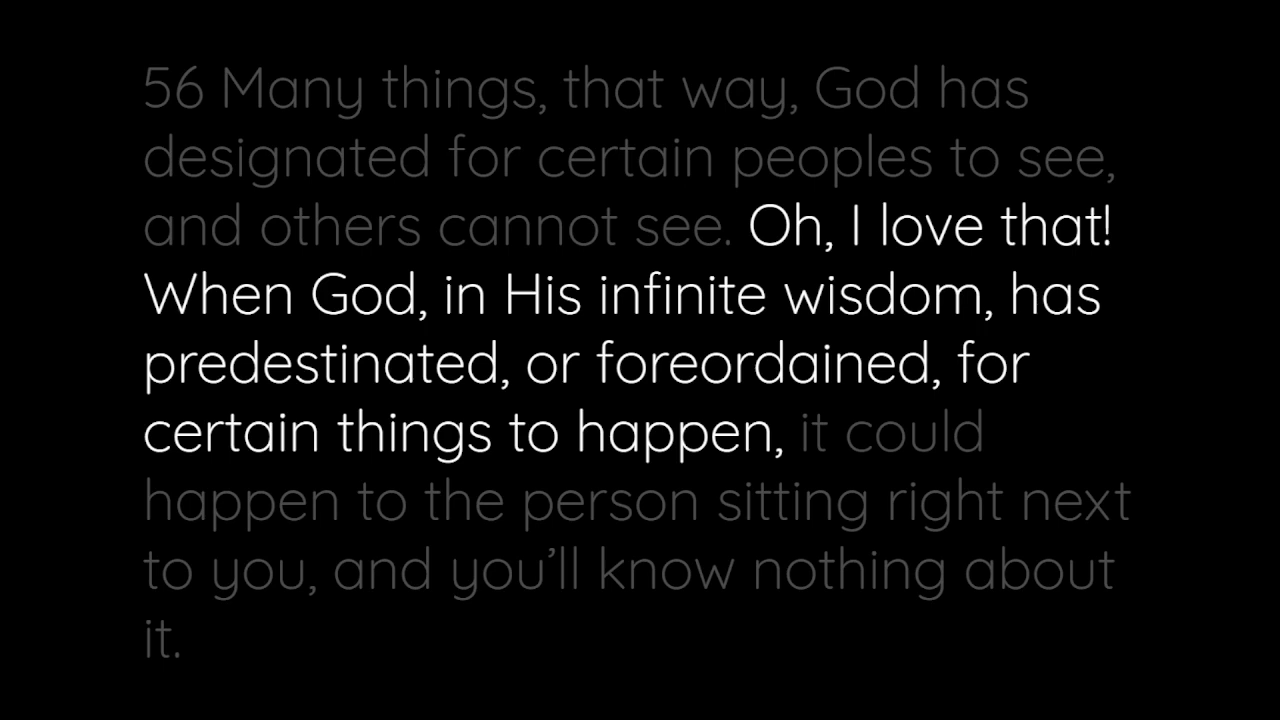 56 Many things, that way, God has
designated for certain peoples to see,
and others cannot see. Oh, I love that!
When God, in His infinite wisdom, has
predestinated, or foreordained, for
certain things to happen, it could
happen to the person sitting right next
to you, and you’ll know nothing about
it.